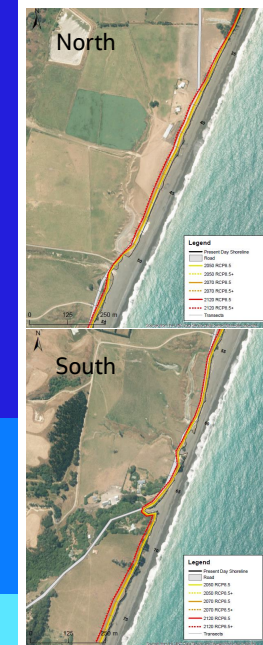 N
North
Legend
Present Day Shoreline
Road
2050 RCP8.5
2050 RCP8.5+
2070 RCP8.5
2070 RCP8.5+
2120 RCP8.5
2120 RCP8.5+
Transects
0 125 250 m
N
South
Legend
Present Day Shoreline
Road
2050 RCP8.5
2050 RCP8.5+
2070 RCP8.5
2070 RCP8.5+
2120 RCP8.5
2120 RCP8.5+
Transects
0 125 250 m